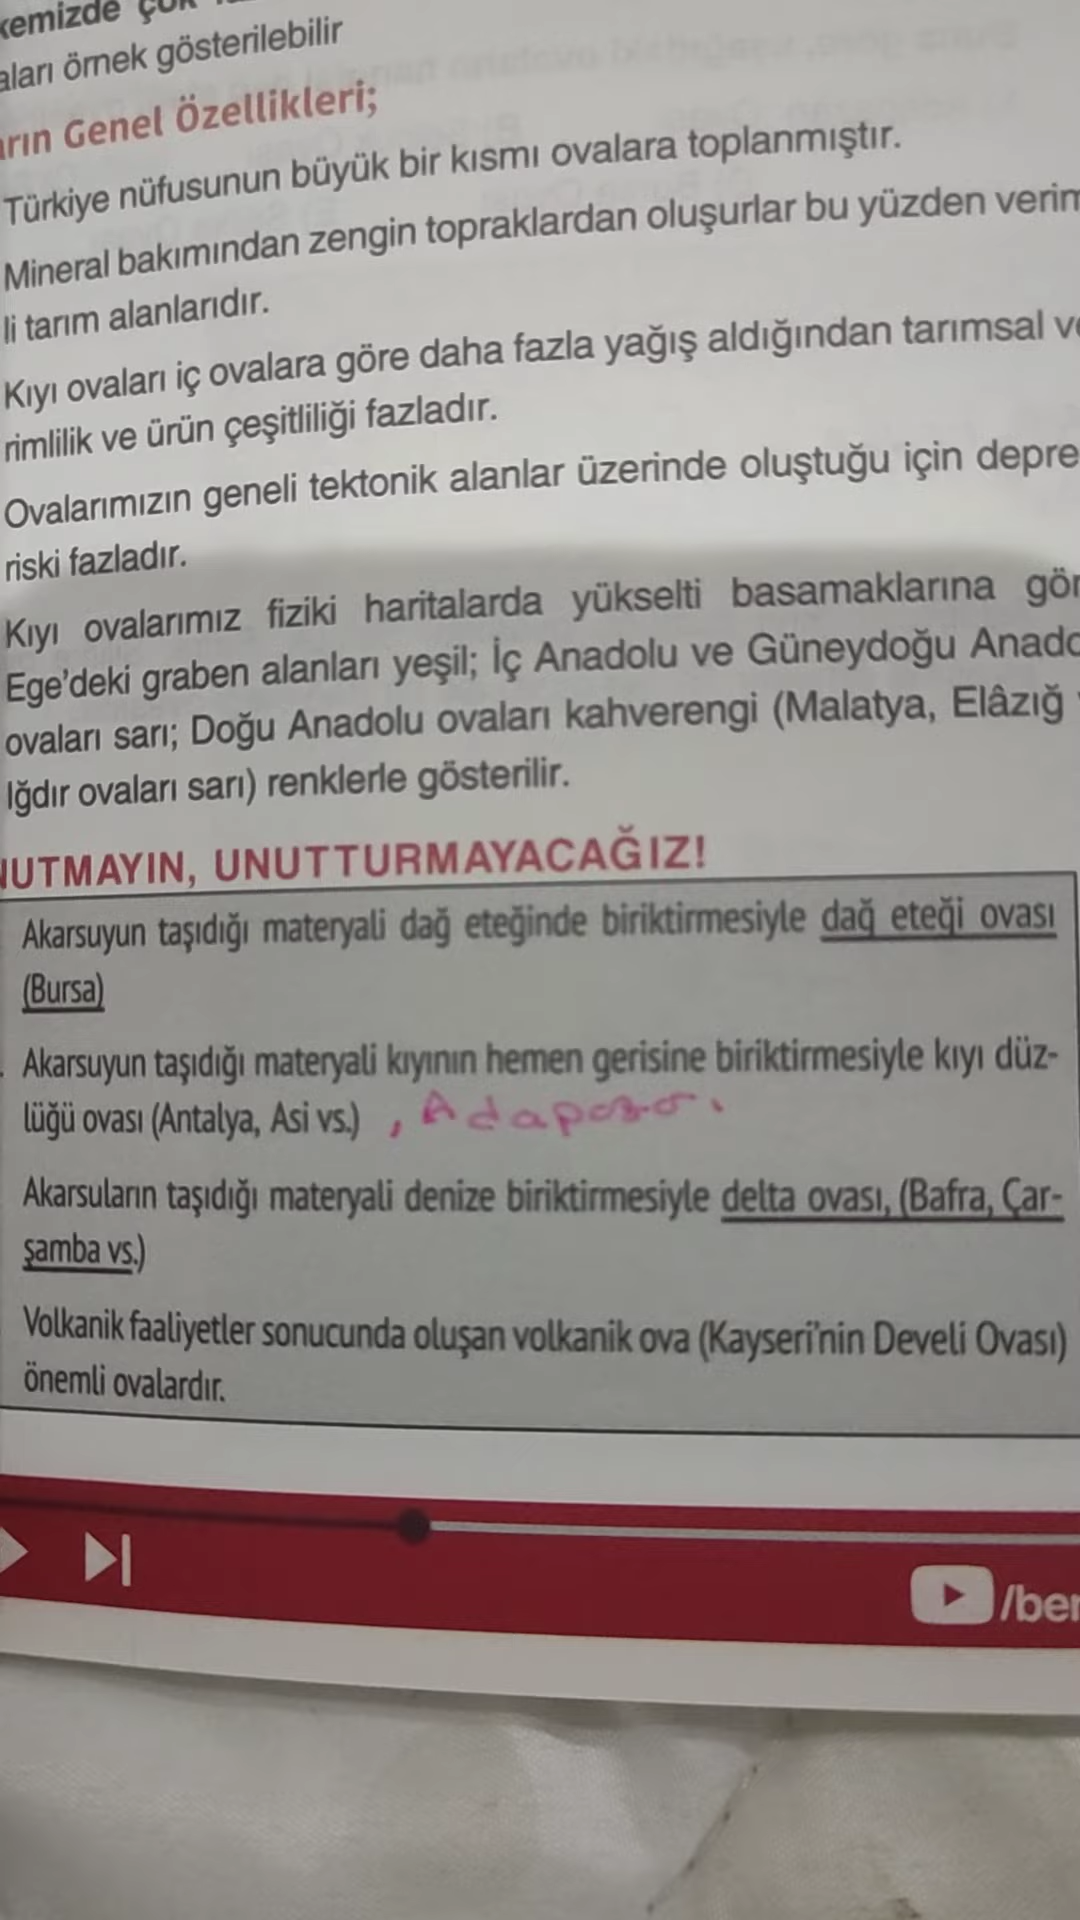 kemizde çok
aları örnek gösterilebilir
rın Genel Özellikleri;
Türkiye nüfusunun büyük bir kısmı ovalara toplanmıştır.
Mineral bakımından zengin topraklardan oluşurlar bu yüzden verim
li tarım alanlarıdır.
Kıyı ovaları iç ovalara göre daha fazla yağış aldığından tarımsal ve
rimlilik ve ürün çeşitliliği fazladır.
Ovalarımızın geneli tektonik alanlar üzerinde oluştuğu için depre
riski fazladır.
Kıyı ovalarımız fiziki haritalarda yükselti basamaklarına gör
Ege'deki graben alanları yeşil; İç Anadolu ve Güneydoğu Anado
ovaları sarı; Doğu Anadolu ovaları kahverengi (Malatya, Elâzığ
Iğdır ovaları sarı) renklerle gösterilir.
NUTMAYIN, UNUTTURMAYACAĞIZ!
Akarsuyun taşıdığı materyali dağ eteğinde biriktirmesiyle dağ eteği ovası
(Bursa)
Akarsuyun taşıdığı materyali kıyının hemen gerisine biriktirmesiyle kıyı düz-
lüğü ovası (Antalya, Asi vs.) ,
Akarsuların taşıdığı materyali denize biriktirmesiyle delta ovası, (Bafra, Çar-
şamba vs.)
Volkanik faaliyetler sonucunda oluşan volkanik ova (Kayseri'nin Develi Ovası)
önemli ovalardır.
/ber